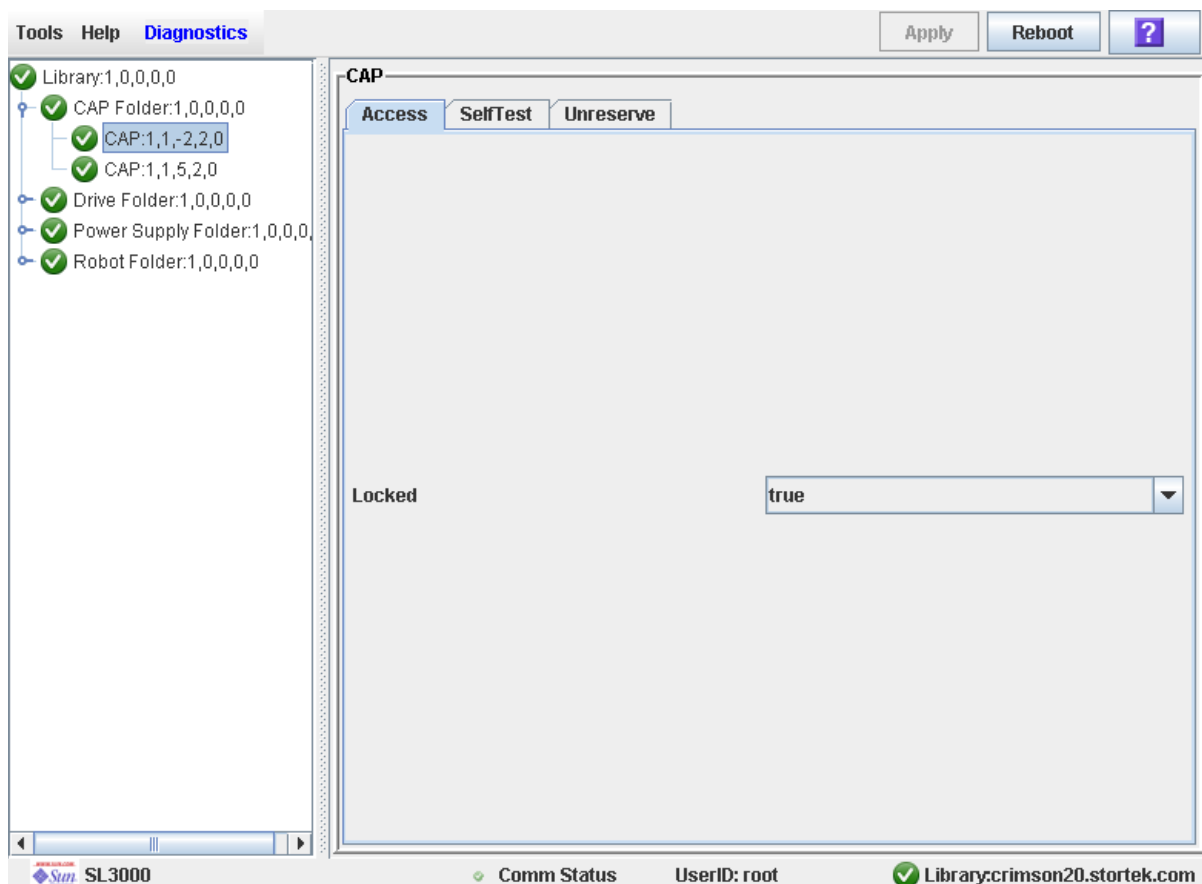 Tools Help Diagnostics Apply Reboot ?
Library:1,0,0,0,0
CAP Folder:1,0,0,0,0
CAP:1,1,-2,2,0
CAP:1,1,5,2,0
Drive Folder:1,0,0,0,0
Power Supply Folder:1,0,0,0,
Robot Folder:1,0,0,0,0
CAP
Access SelfTest Unreserve
Locked true
Sun SL3000 Comm Status UserID: root Library:crimson20.stortek.com